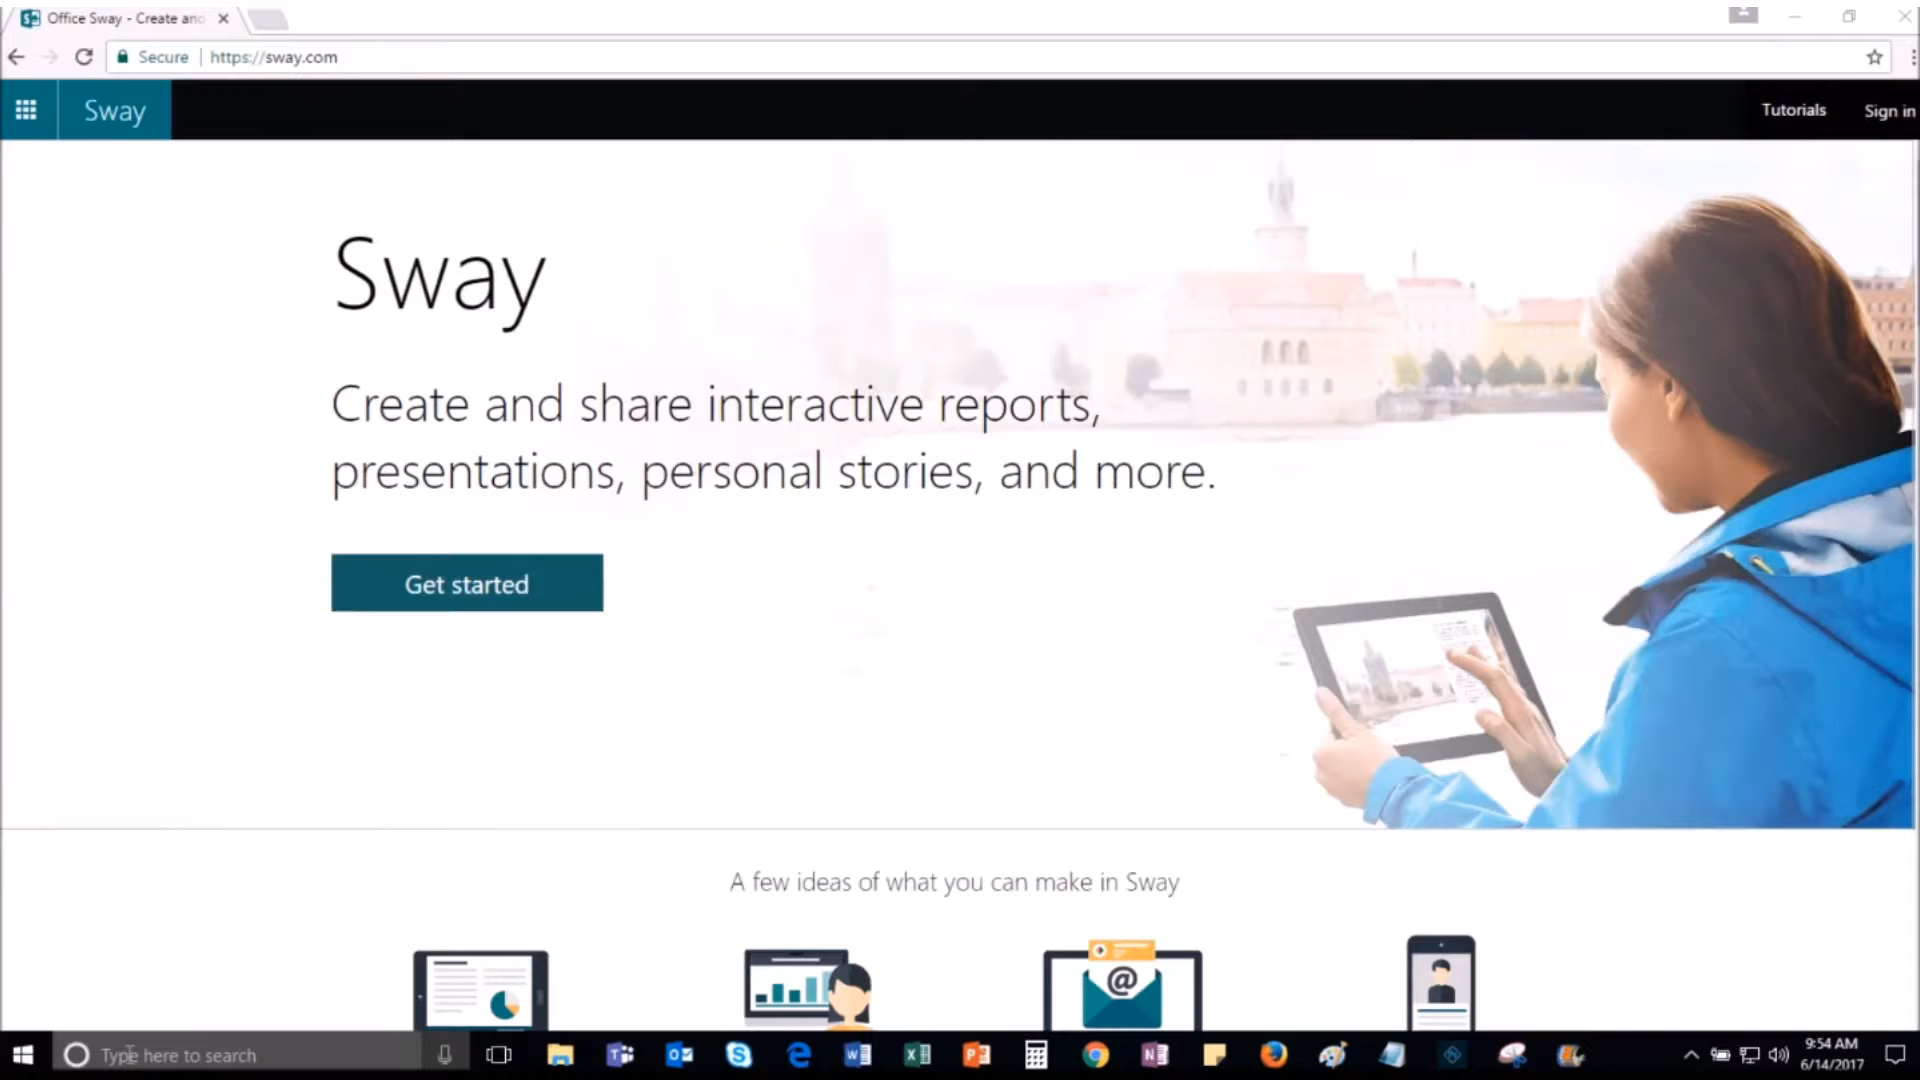 Office Sway - Create and
Secure https://sway.com
Sway
Tutorials
Sign in
Sway
Create and share interactive reports,
presentations, personal stories, and more.
Get started
A few ideas of what you can make in Sway
@
Type here to search
9:54 AM
6/14/2017